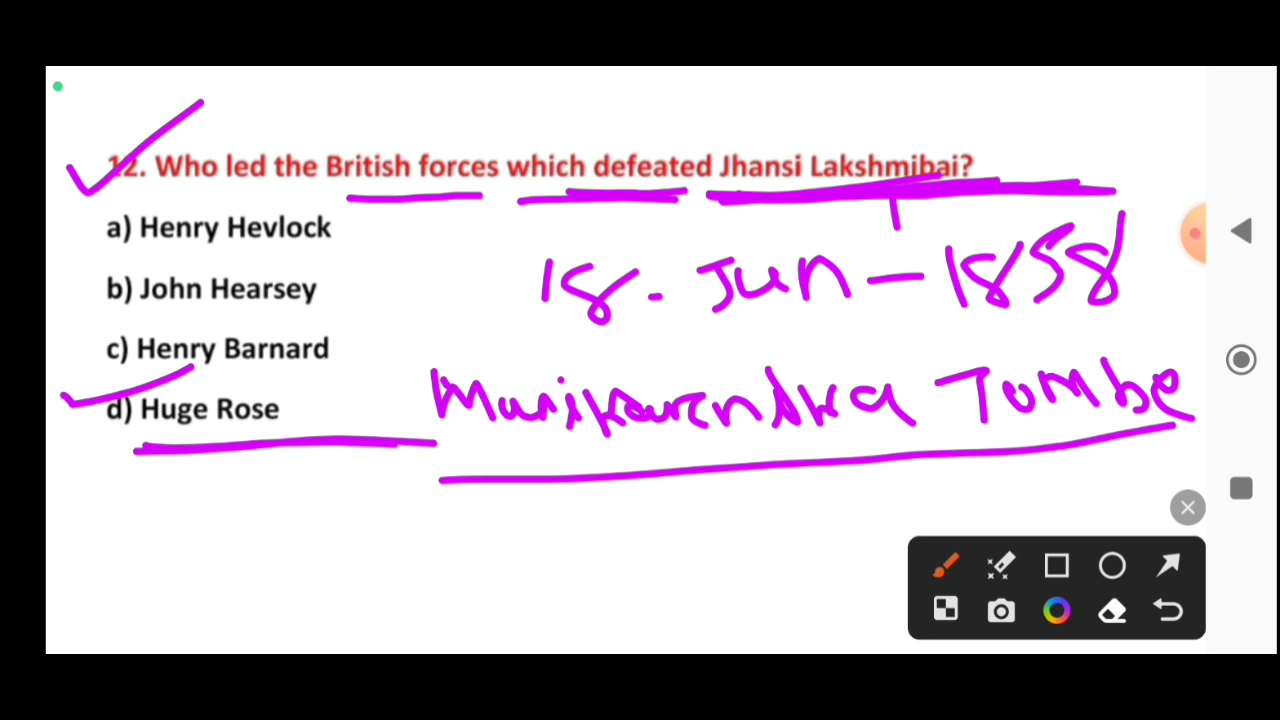 12. Who led the British forces which defeated Jhansi Lakshmibai?
a) Henry Hevlock
18 - Jun - 1858
b) John Hearsey
c) Henry Barnard
d) Huge Rose
Tombe